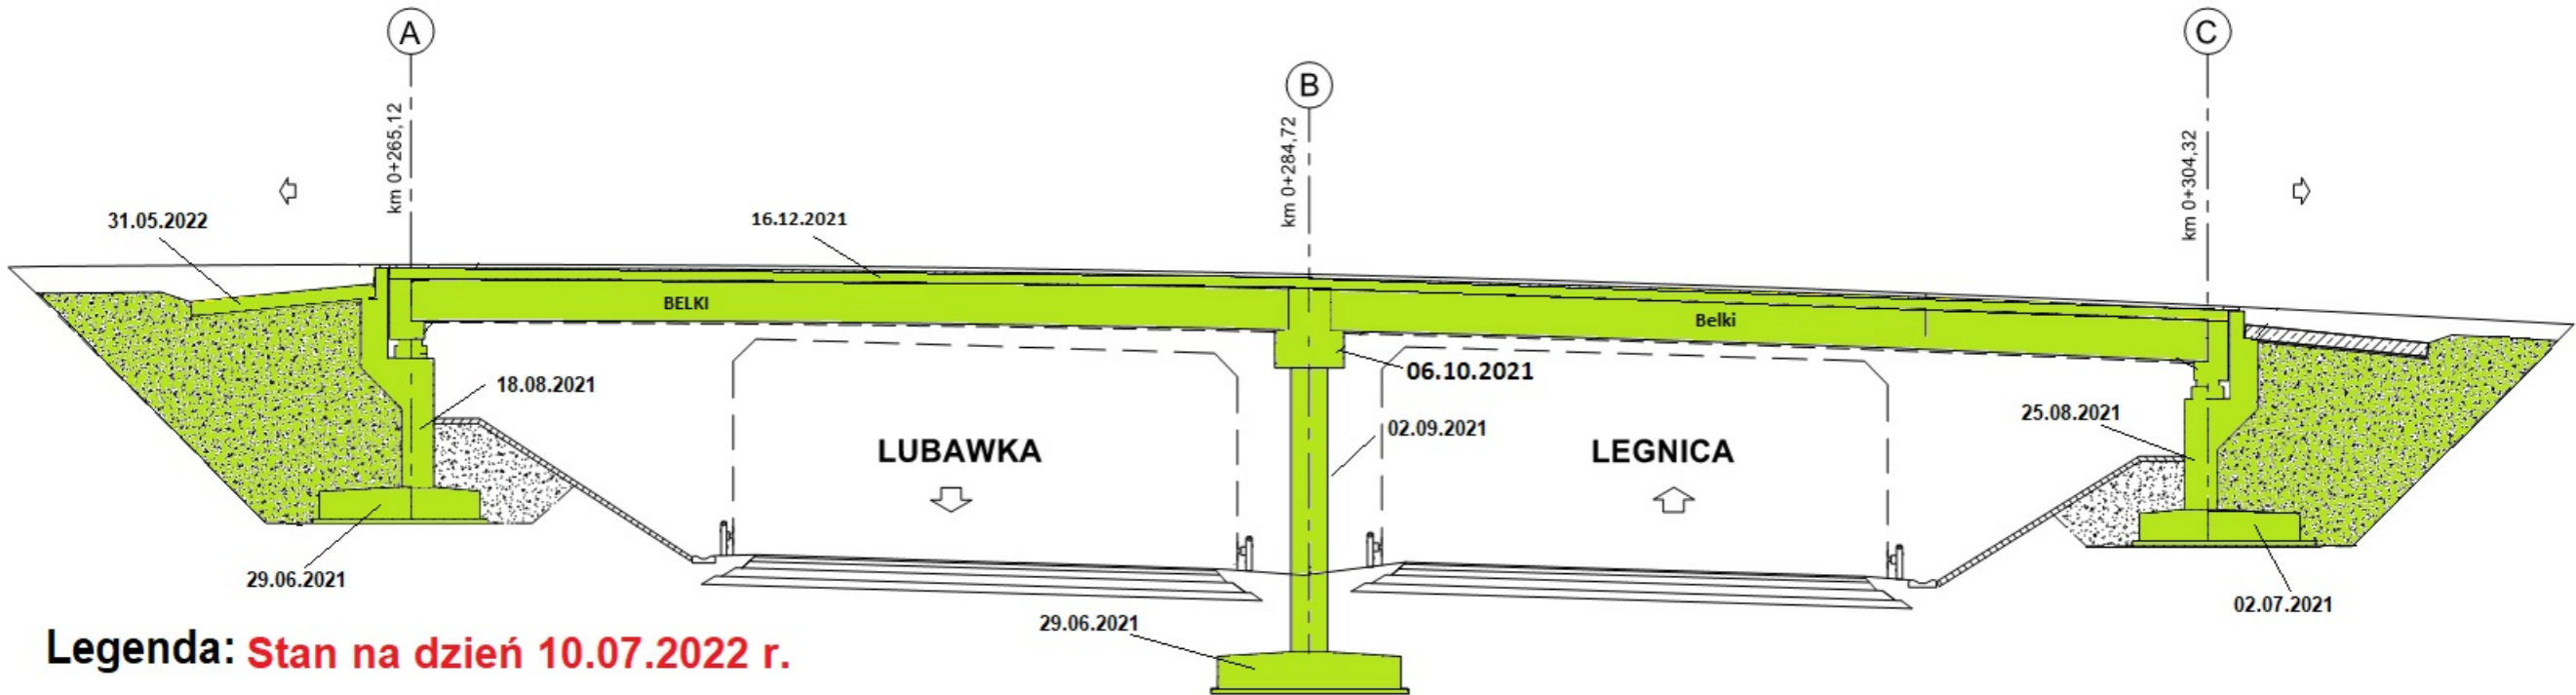 A
B
C
km 0+265,12
km 0+284,72
km 0+304,32
31.05.2022
16.12.2021
BELKI
Belki
18.08.2021
06.10.2021
02.09.2021
25.08.2021
LUBAWKA
LEGNICA
29.06.2021
29.06.2021
02.07.2021
Legenda: Stan na dzień 10.07.2022 r.